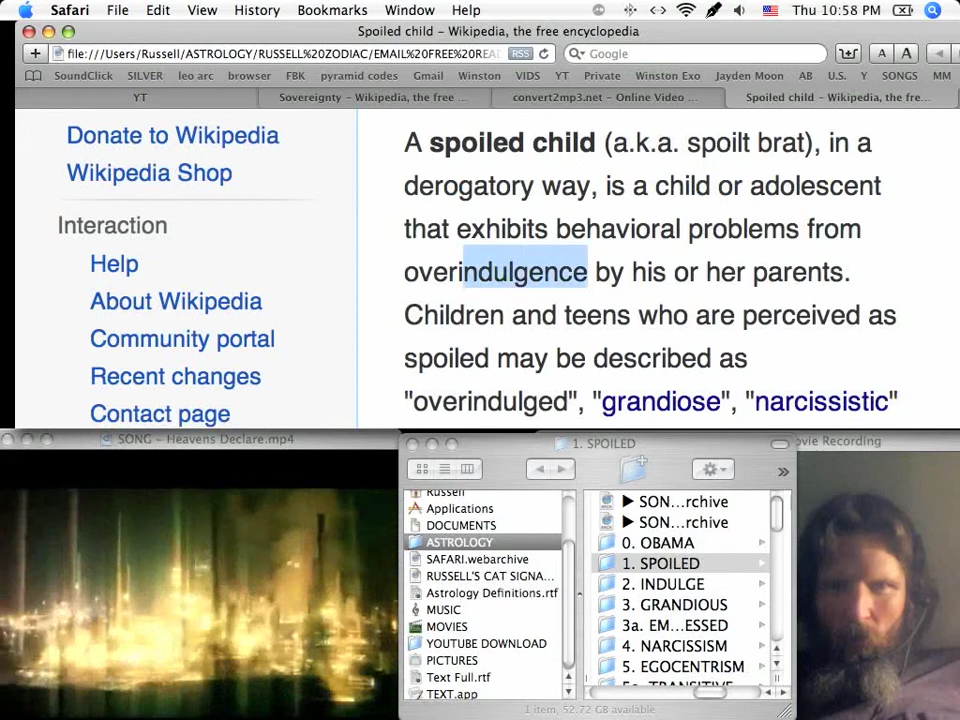 Safari File Edit View History Bookmarks Window Help Thu 10:58 PM
Spoiled child – Wikipedia, the free encyclopedia
file:///Users/Russell/ASTROLOGY/RUSSELL%20ZODIAC/EMAIL%20FREE%20REA RSS Google A A
SoundClick SILVER leo arc browser FBK pyramid codes Gmail Winston VIDS YT Private Winston Exo Jayden Moon AB U.S. Y SONGS MM
YT Sovereignty – Wikipedia, the free ... convert2mp3.net – Online Video ... Spoiled child – Wikipedia, the fre...
Donate to Wikipedia
Wikipedia Shop
Interaction
Help
About Wikipedia
Community portal
Recent changes
Contact page
A spoiled child (a.k.a. spoilt brat), in a
derogatory way, is a child or adolescent
that exhibits behavioral problems from
overindulgence by his or her parents.
Children and teens who are perceived as
spoiled may be described as
"overindulged", "grandiose", "narcissistic"
SONG – Heavens Declare.mp4
1. SPOILED
Russell
Applications
DOCUMENTS
ASTROLOGY
SAFARI.webarchive
RUSSELL'S CAT SIGNA...
Astrology Definitions.rtf
MUSIC
MOVIES
YOUTUBE DOWNLOAD
PICTURES
Text Full.rtf
TEXT.app
▶ SON...rchive
▶ SON...rchive
0. OBAMA
1. SPOILED
2. INDULGE
3. GRANDIOUS
3a. EM...ESSED
4. NARCISSISM
5. EGOCENTRISM
1 item, 52.72 GB available
ovie Recording